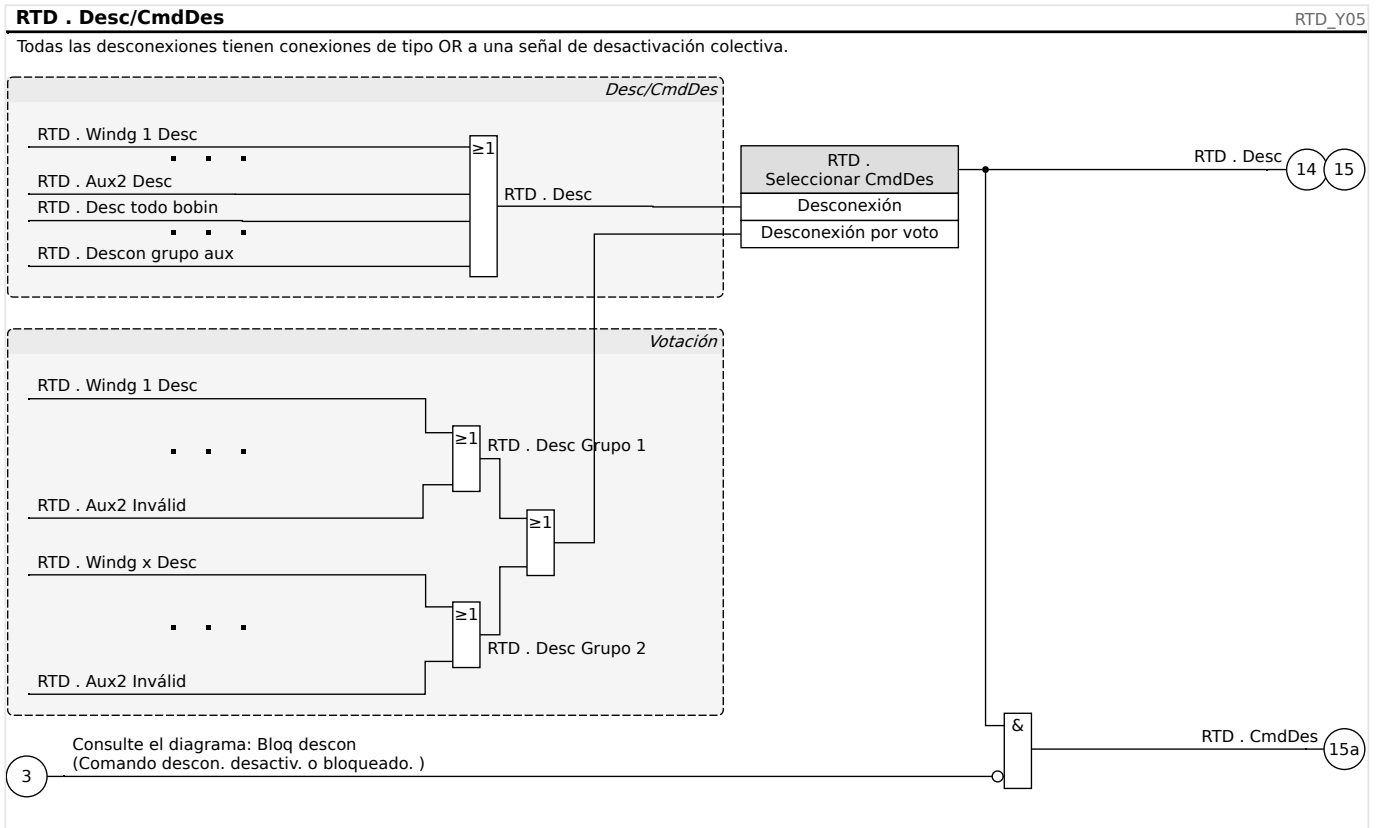 RTD . Desc/CmdDes
RTD_Y05
Todas las desconexiones tienen conexiones de tipo OR a una señal de desactivación colectiva.
Desc/CmdDes
RTD . Windg 1 Desc
≥1
RTD . Aux2 Desc
RTD . Desc todo bobin
RTD . Descon grupo aux
RTD . Desc
RTD .
Seleccionar CmdDes
Desconexión
Desconexión por voto
RTD . Desc
14
15
Votación
RTD . Windg 1 Desc
≥1
RTD . Desc Grupo 1
RTD . Aux2 Inválid
≥1
RTD . Windg x Desc
≥1
RTD . Desc Grupo 2
RTD . Aux2 Inválid
Consulte el diagrama: Bloq descon
(Comando descon. desactiv. o bloqueado. )
3
&
RTD . CmdDes
15a